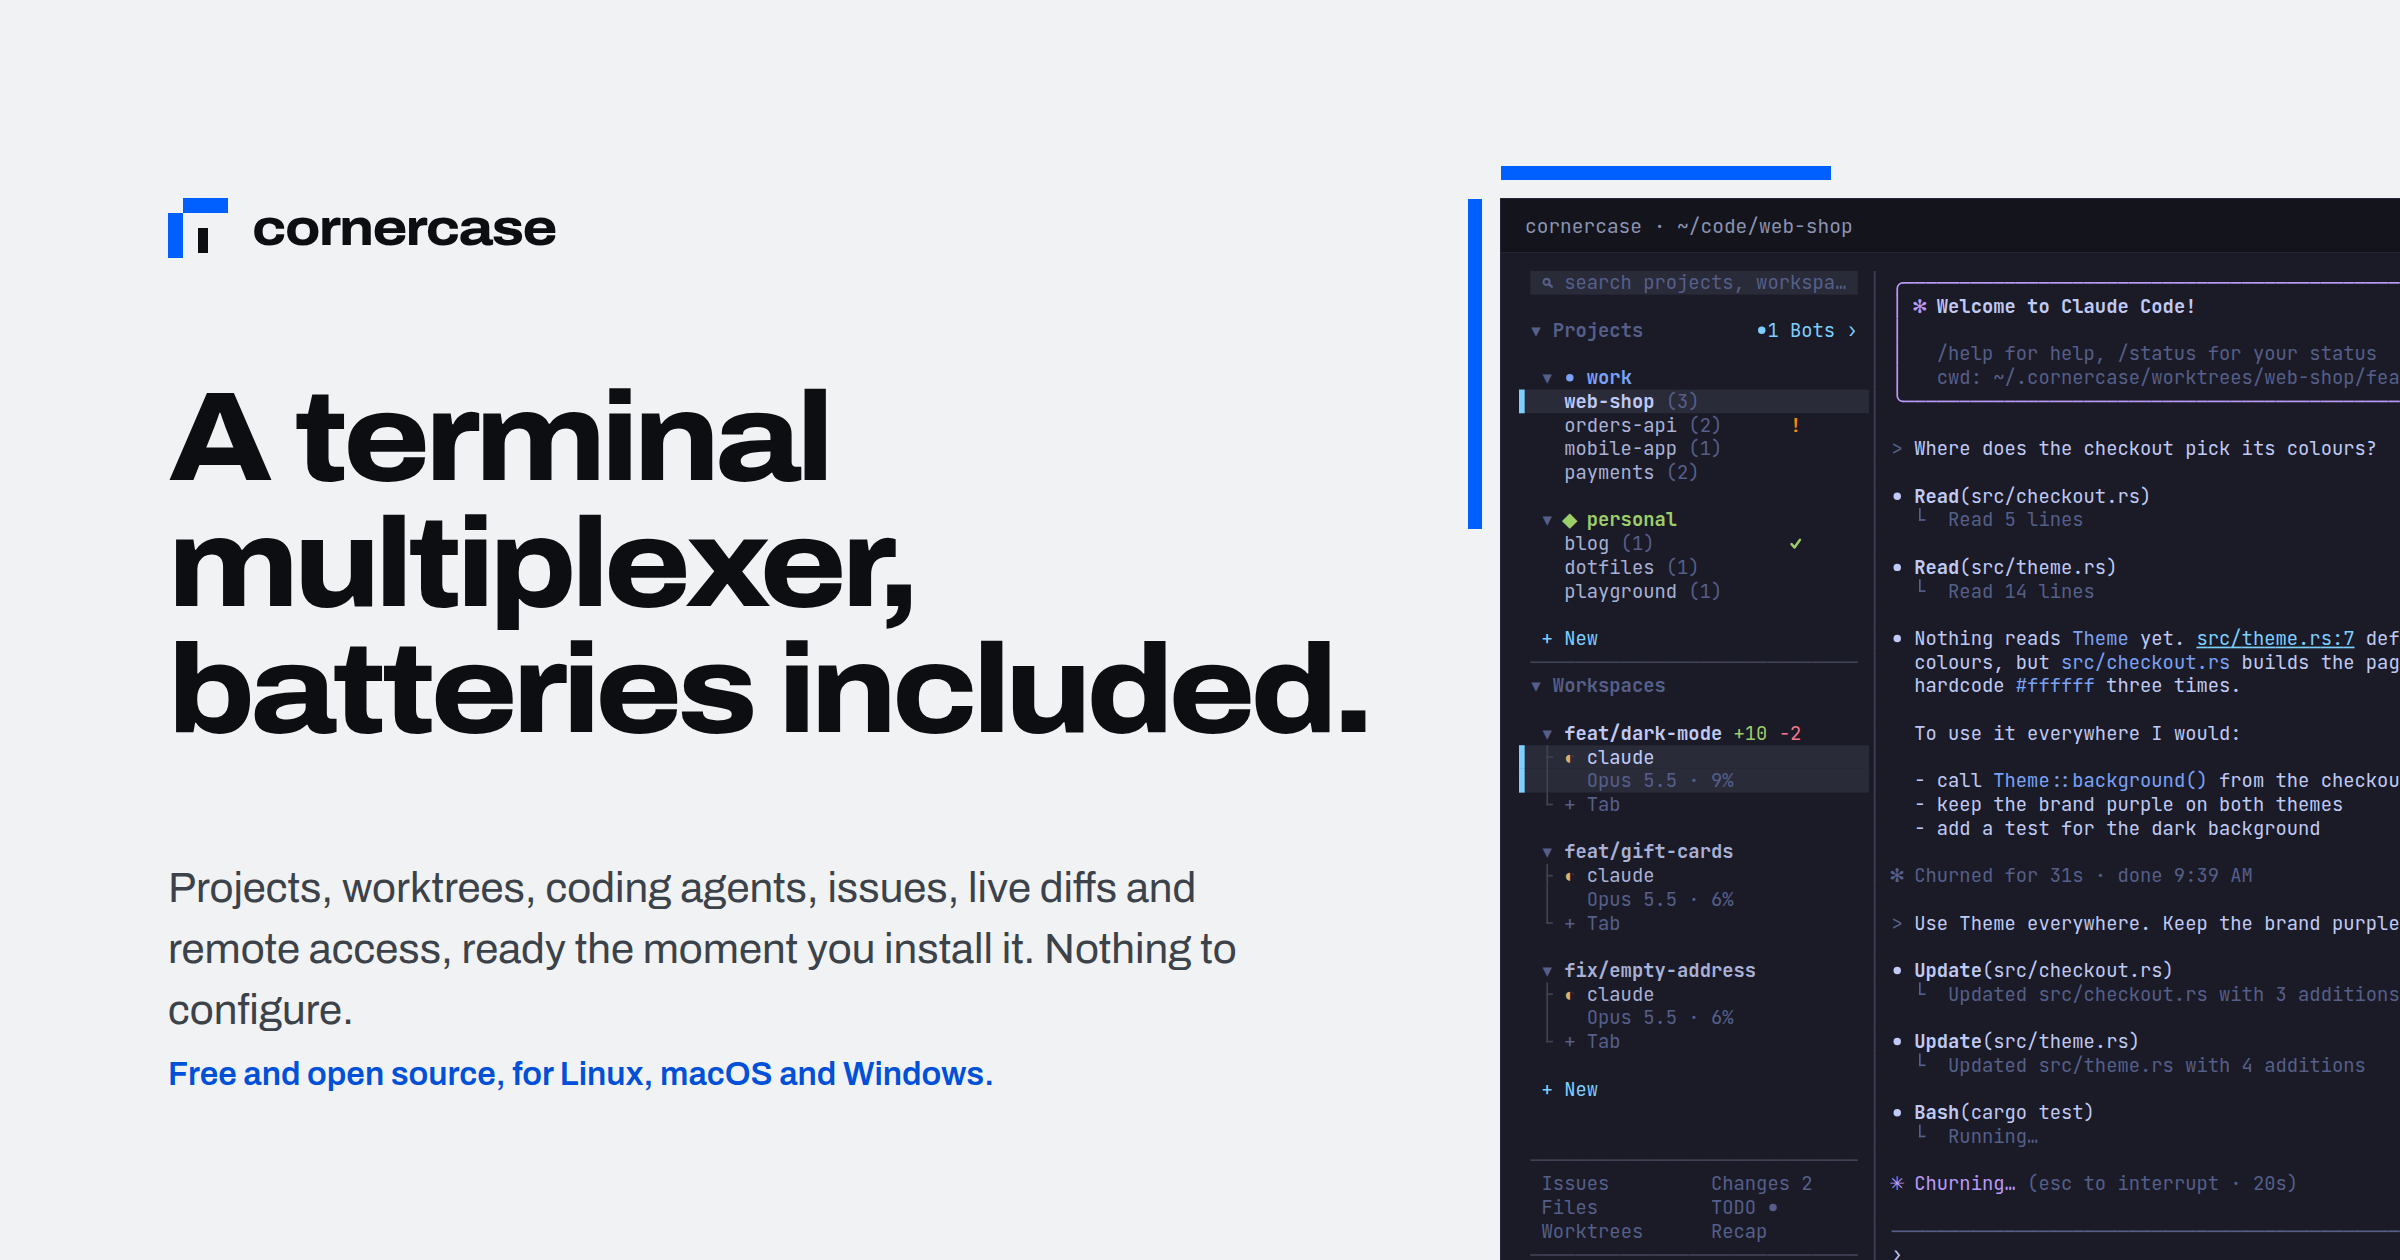 cornercase
A terminal
multiplexer,
batteries included.
Projects, worktrees, coding agents, issues, live diffs and
remote access, ready the moment you install it. Nothing to
configure.
Free and open source, for Linux, macOS and Windows.
cornercase · ~/code/web-shop
search projects, workspa…
▼ Projects ●1 Bots ›
▼ ● work
web-shop (3)
orders-api (2) !
mobile-app (1)
payments (2)
▼ ◆ personal
blog (1) ✓
dotfiles (1)
playground (1)
+ New
▼ Workspaces
▼ feat/dark-mode +10 -2
claude
Opus 5.5 · 9%
+ Tab
▼ feat/gift-cards
claude
Opus 5.5 · 6%
+ Tab
▼ fix/empty-address
claude
Opus 5.5 · 6%
+ Tab
+ New
Issues Changes 2
Files TODO ●
Worktrees Recap
✻ Welcome to Claude Code!
/help for help, /status for your status
cwd: ~/.cornercase/worktrees/web-shop/fea
> Where does the checkout pick its colours?
● Read(src/checkout.rs)
└ Read 5 lines
● Read(src/theme.rs)
└ Read 14 lines
● Nothing reads Theme yet. src/theme.rs:7 def
colours, but src/checkout.rs builds the pag
hardcode #ffffff three times.
To use it everywhere I would:
- call Theme::background() from the checkou
- keep the brand purple on both themes
- add a test for the dark background
✻ Churned for 31s · done 9:39 AM
> Use Theme everywhere. Keep the brand purple
● Update(src/checkout.rs)
└ Updated src/checkout.rs with 3 additions
● Update(src/theme.rs)
└ Updated src/theme.rs with 4 additions
● Bash(cargo test)
└ Running…
✳ Churning… (esc to interrupt · 20s)
›